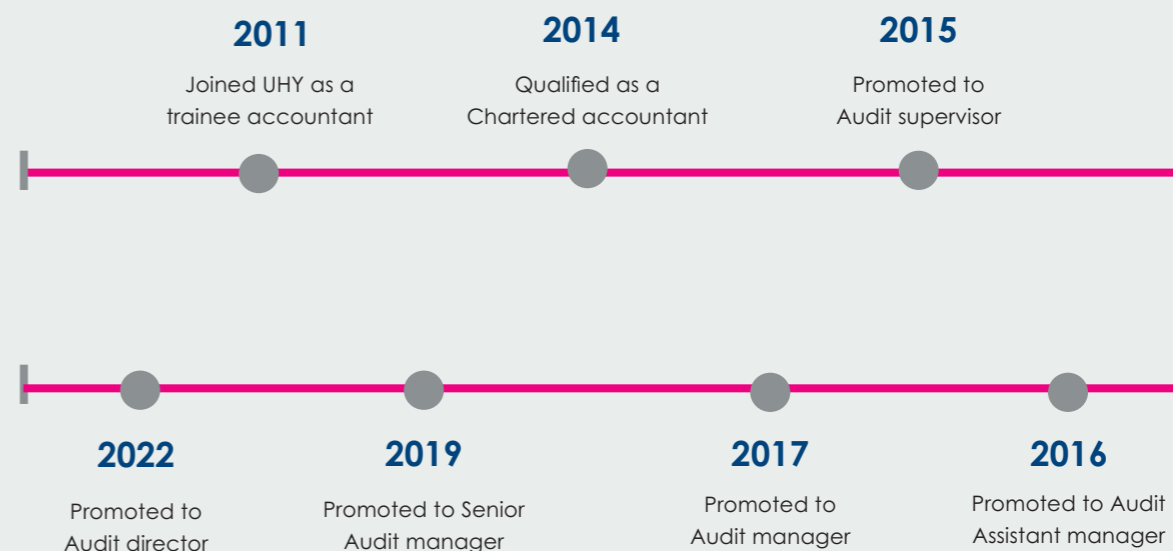 2011
Joined UHY as a
trainee accountant
2014
Qualified as a
Chartered accountant
2015
Promoted to
Audit supervisor
2022
Promoted to
Audit director
2019
Promoted to Senior
Audit manager
2017
Promoted to
Audit manager
2016
Promoted to Audit
Assistant manager